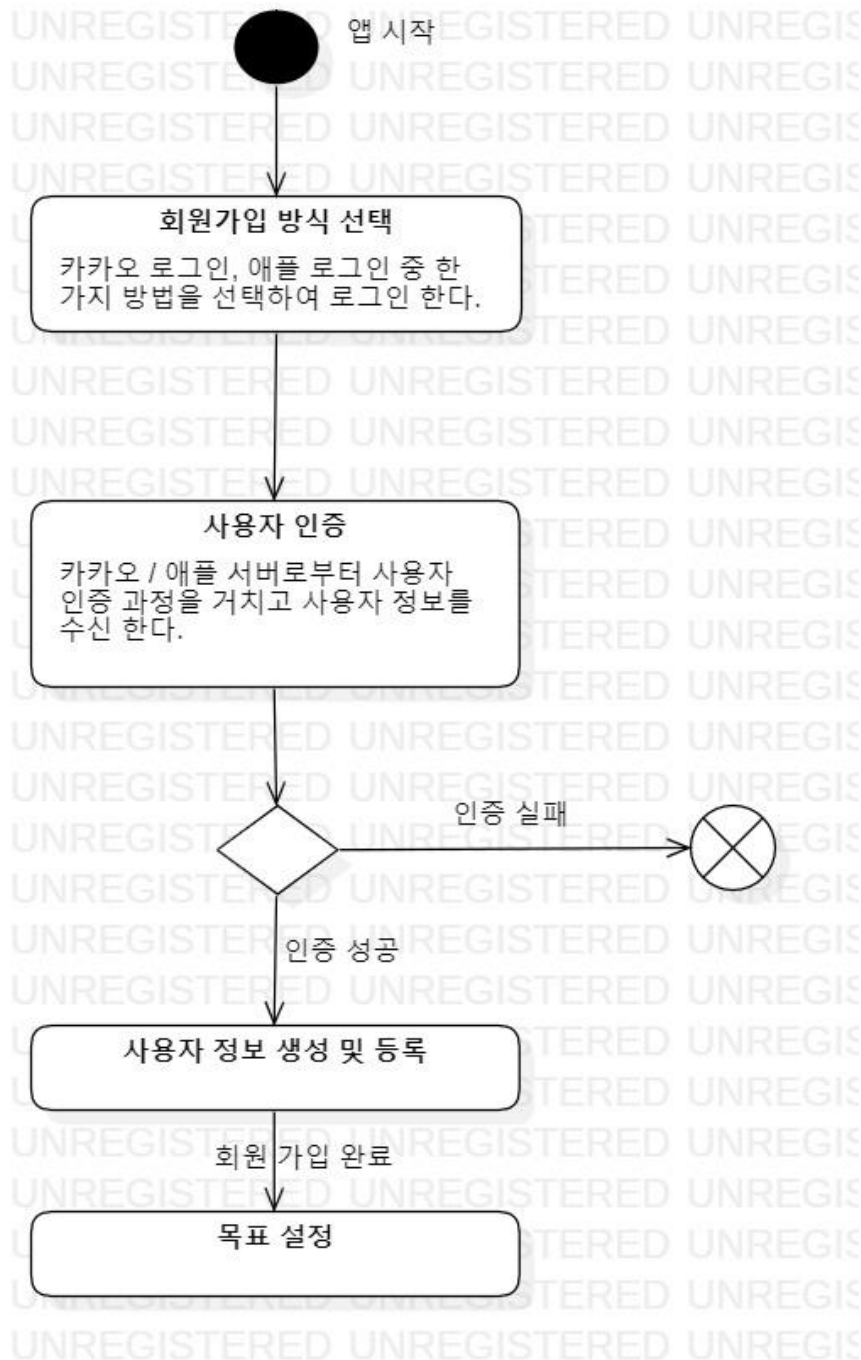 앱 시작
회원가입 방식 선택
카카오 로그인, 애플 로그인 중 한
가지 방법을 선택하여 로그인 한다.
사용자 인증
카카오 / 애플 서버로부터 사용자
인증 과정을 거치고 사용자 정보를
수신 한다.
인증 실패
인증 성공
사용자 정보 생성 및 등록
회원 가입 완료
목표 설정
UNREGISTERED